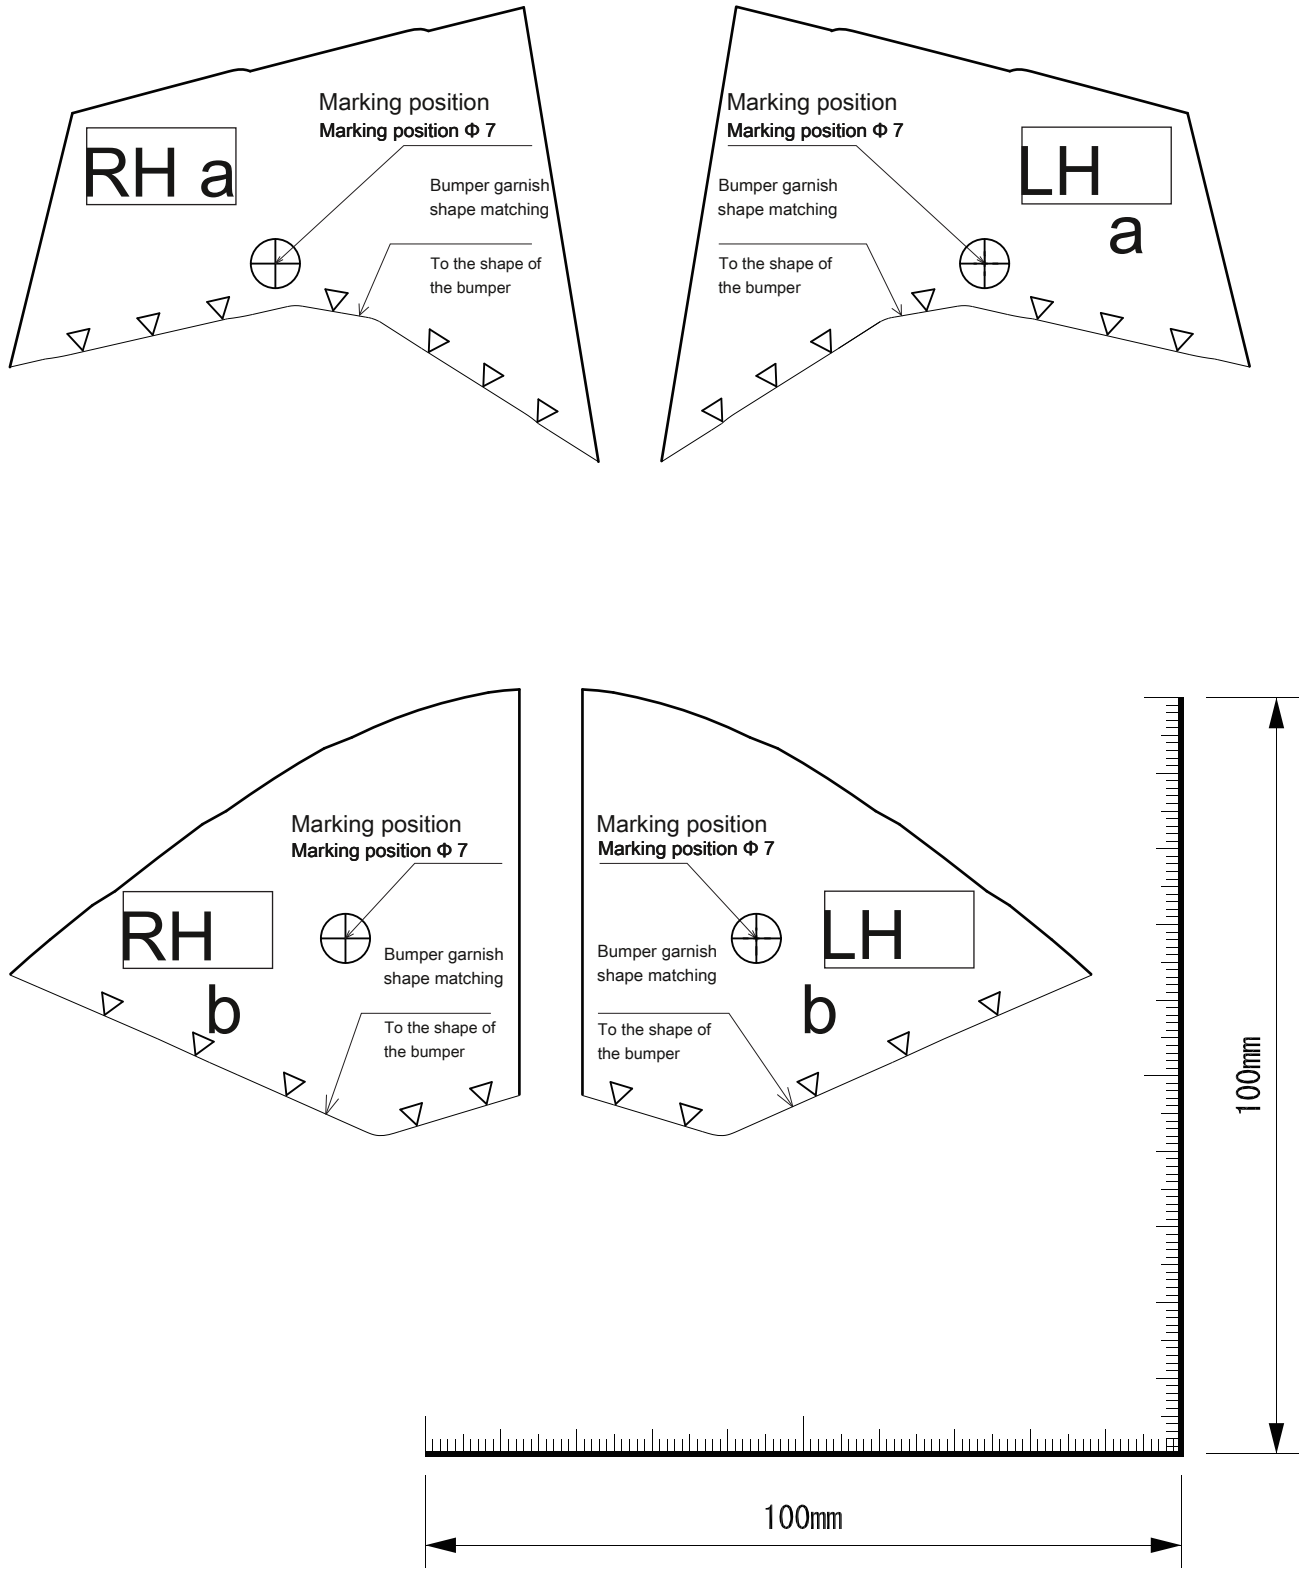 Marking position
Marking position Φ 7
RH a
Bumper garnish
shape matching
To the shape of
the bumper
Marking position
Marking position Φ 7
LH
a
Bumper garnish
shape matching
To the shape of
the bumper
Marking position
Marking position Φ 7
RH
b
Bumper garnish
shape matching
To the shape of
the bumper
Marking position
Marking position Φ 7
LH
b
Bumper garnish
shape matching
To the shape of
the bumper
100mm
100mm